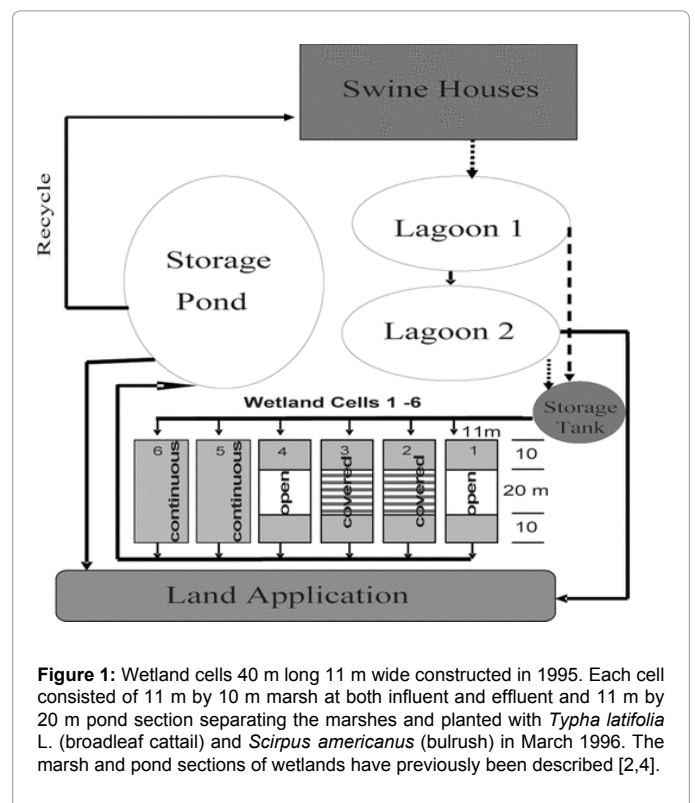 Swine Houses
Recycle
Lagoon 1
Storage
Pond
Lagoon 2
Storage
Tank
Wetland Cells 1 -6
11m
6
5
4
3
2
1
10
continuous
continuous
open
covered
covered
open
20 m
10
Land Application
Figure 1: Wetland cells 40 m long 11 m wide constructed in 1995. Each cell
consisted of 11 m by 10 m marsh at both influent and effluent and 11 m by
20 m pond section separating the marshes and planted with Typha latifolia
L. (broadleaf cattail) and Scirpus americanus (bulrush) in March 1996. The
marsh and pond sections of wetlands have previously been described [2,4].